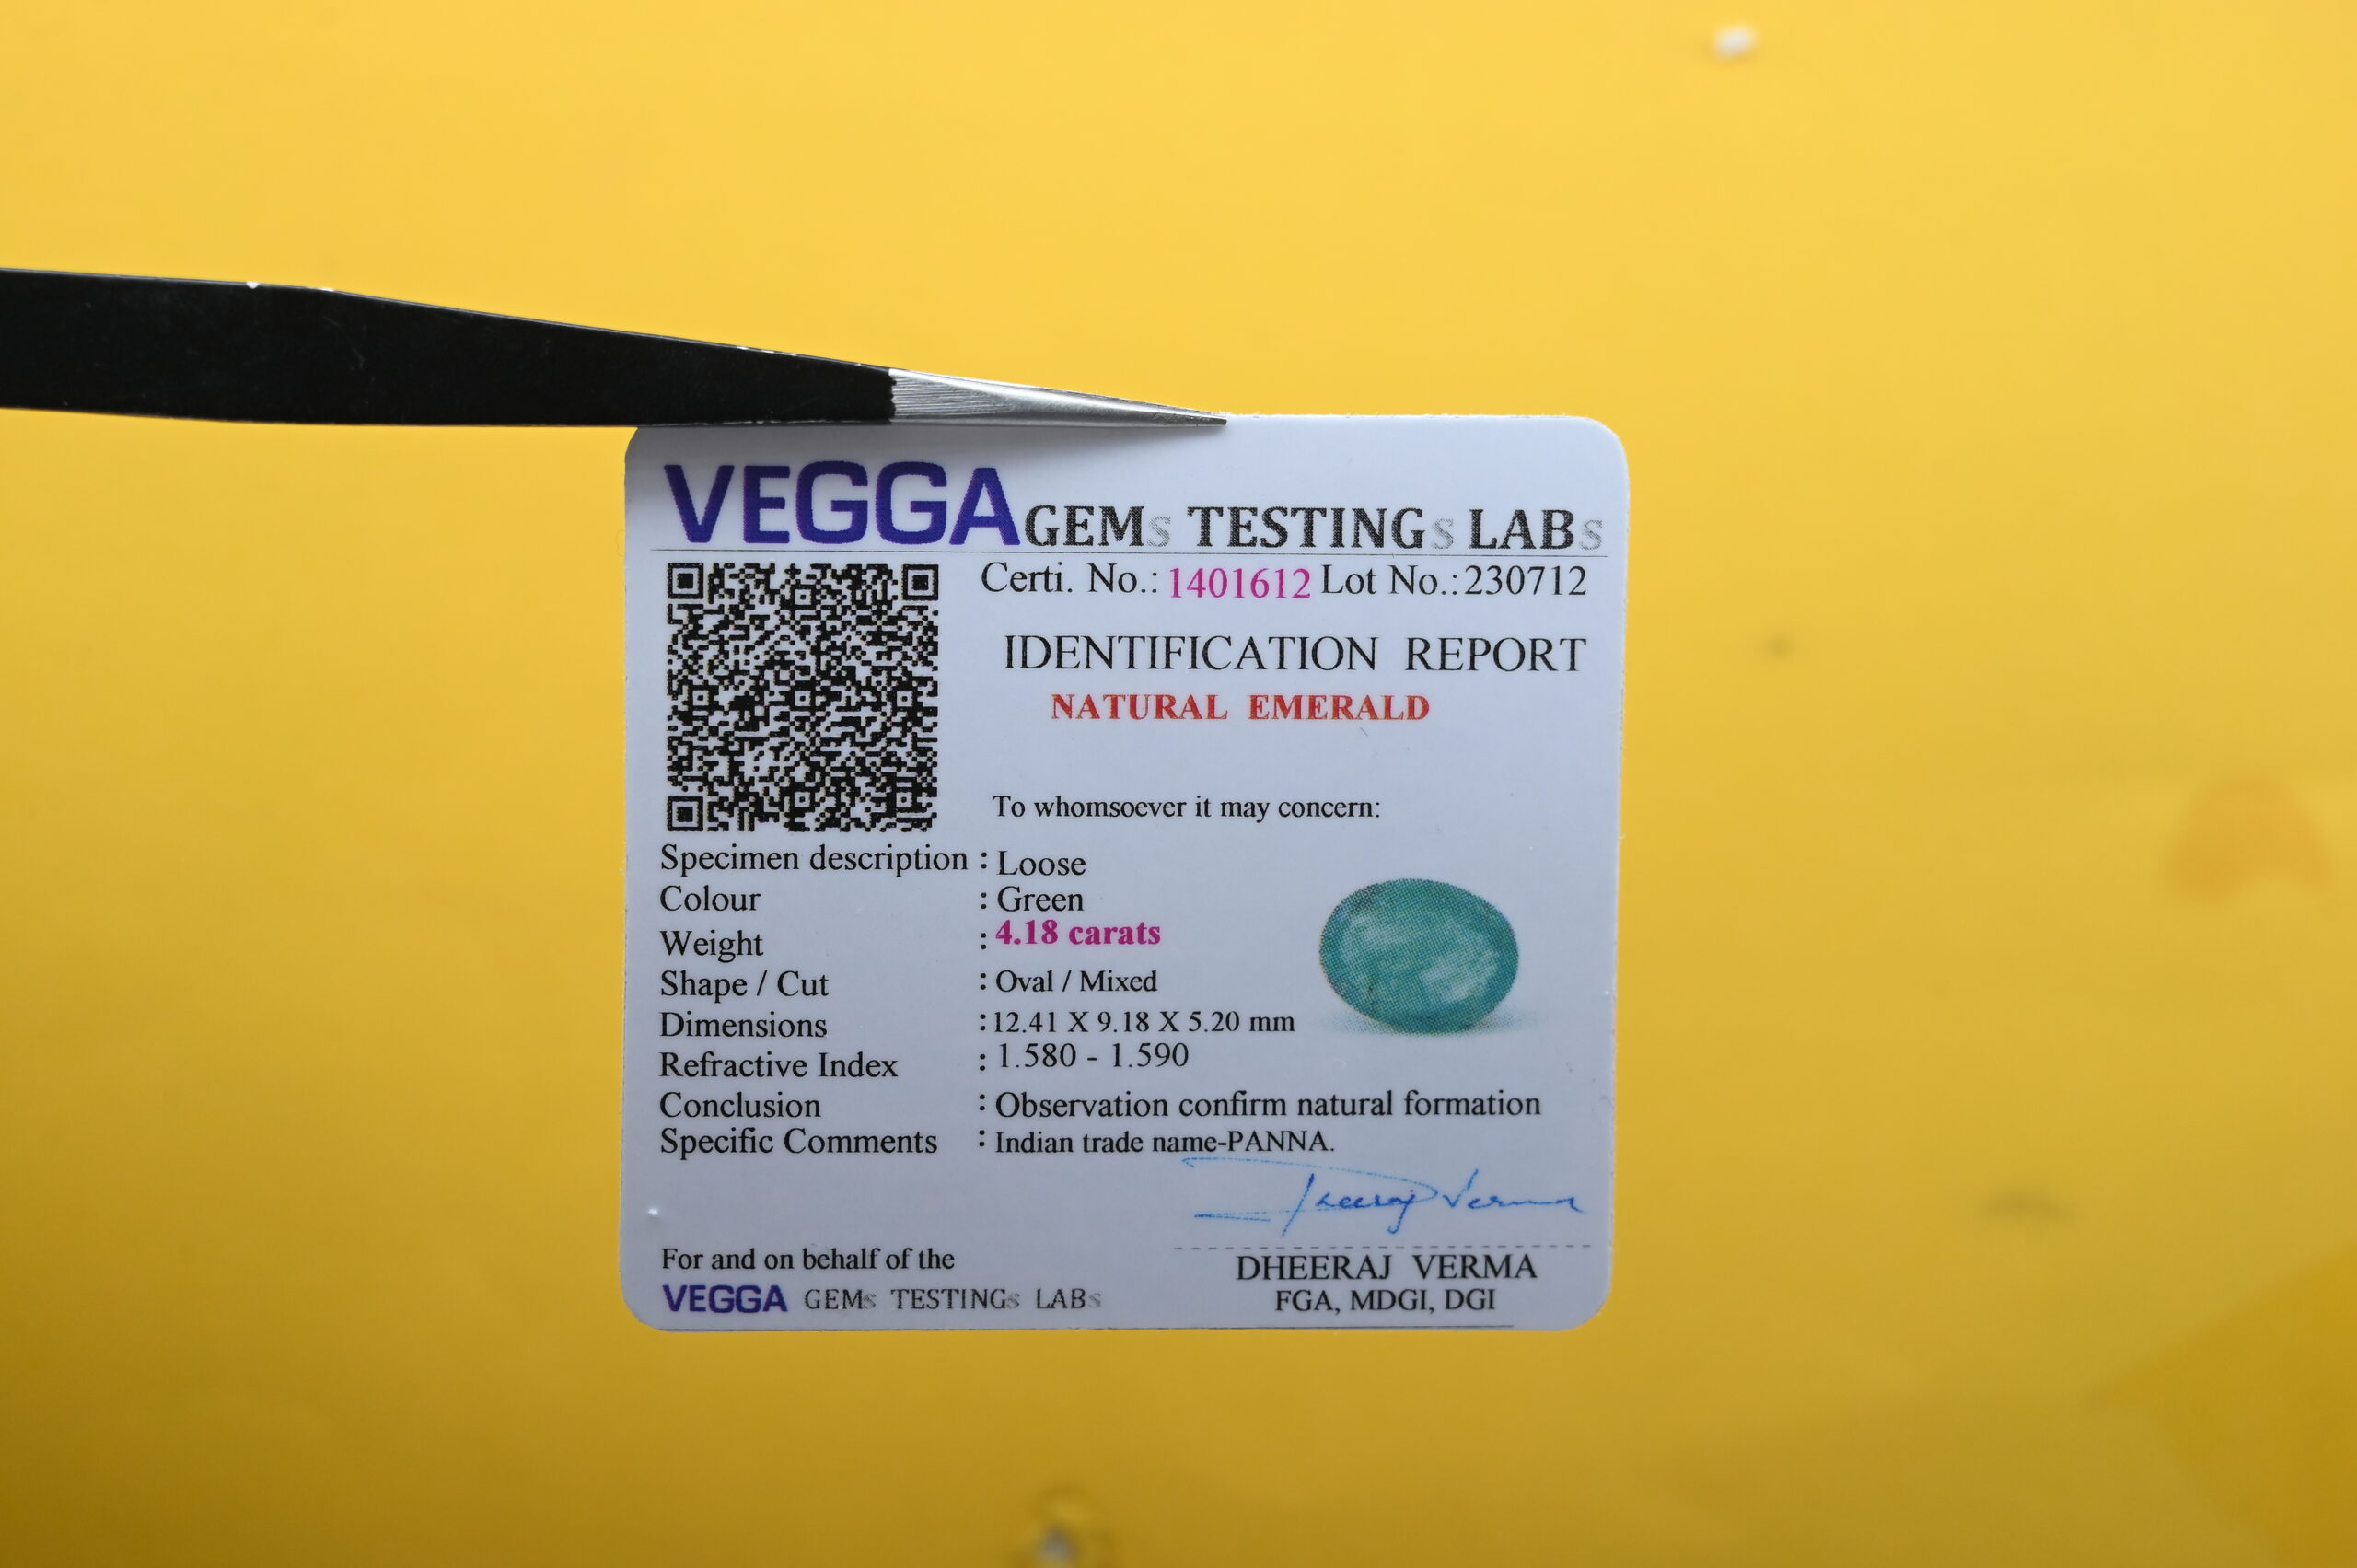 VEGGA GEMs TESTINGs LABs
Certi. No.: 1401612 Lot No.:230712
IDENTIFICATION REPORT
NATURAL EMERALD
To whomsoever it may concern:
Specimen description : Loose
Colour : Green
Weight : 4.18 carats
Shape / Cut : Oval / Mixed
Dimensions :12.41 X 9.18 X 5.20 mm
Refractive Index : 1.580 - 1.590
Conclusion : Observation confirm natural formation
Specific Comments : Indian trade name-PANNA.
Dheeraj Verma
For and on behalf of the
VEGGA GEMs TESTINGs LABs
DHEERAJ VERMA
FGA, MDGI, DGI